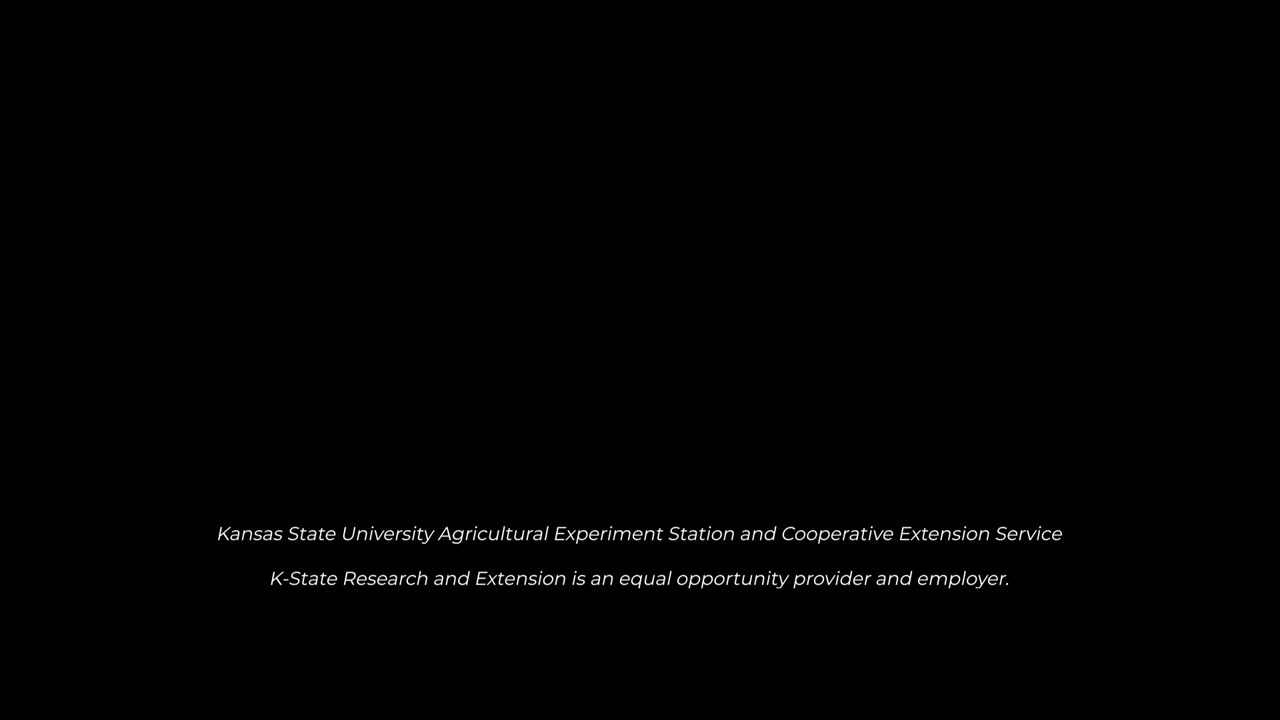 Kansas State University Agricultural Experiment Station and Cooperative Extension Service
K-State Research and Extension is an equal opportunity provider and employer.